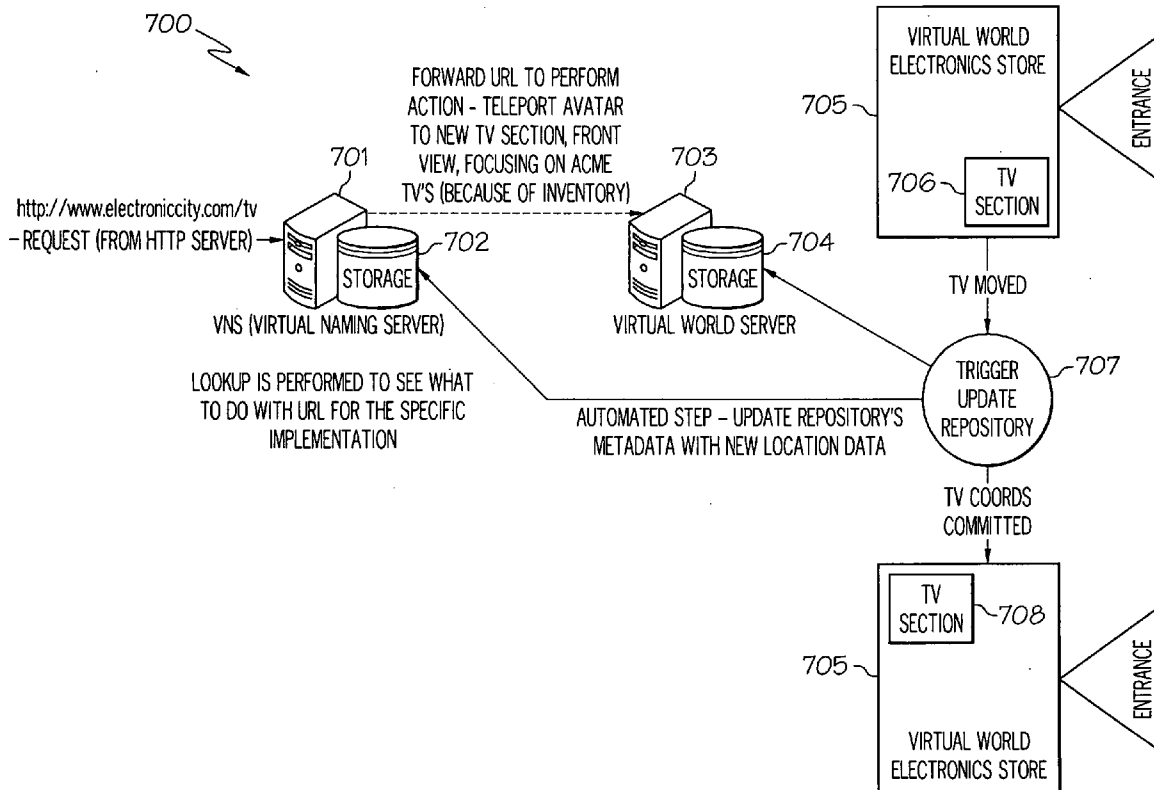 700
FORWARD URL TO PERFORM
ACTION - TELEPORT AVATAR
TO NEW TV SECTION, FRONT
VIEW, FOCUSING ON ACME
TV'S (BECAUSE OF INVENTORY)
701
703
http://www.electroniccity.com/tv
- REQUEST (FROM HTTP SERVER)
702
STORAGE
704
STORAGE
VNS (VIRTUAL NAMING SERVER)
VIRTUAL WORLD SERVER
LOOKUP IS PERFORMED TO SEE WHAT
TO DO WITH URL FOR THE SPECIFIC
IMPLEMENTATION
AUTOMATED STEP - UPDATE REPOSITORY'S
METADATA WITH NEW LOCATION DATA
VIRTUAL WORLD
ELECTRONICS STORE
705
706
TV
SECTION
ENTRANCE
TV MOVED
TRIGGER
UPDATE
REPOSITORY
707
TV COORDS
COMMITTED
TV
SECTION
708
705
VIRTUAL WORLD
ELECTRONICS STORE
ENTRANCE